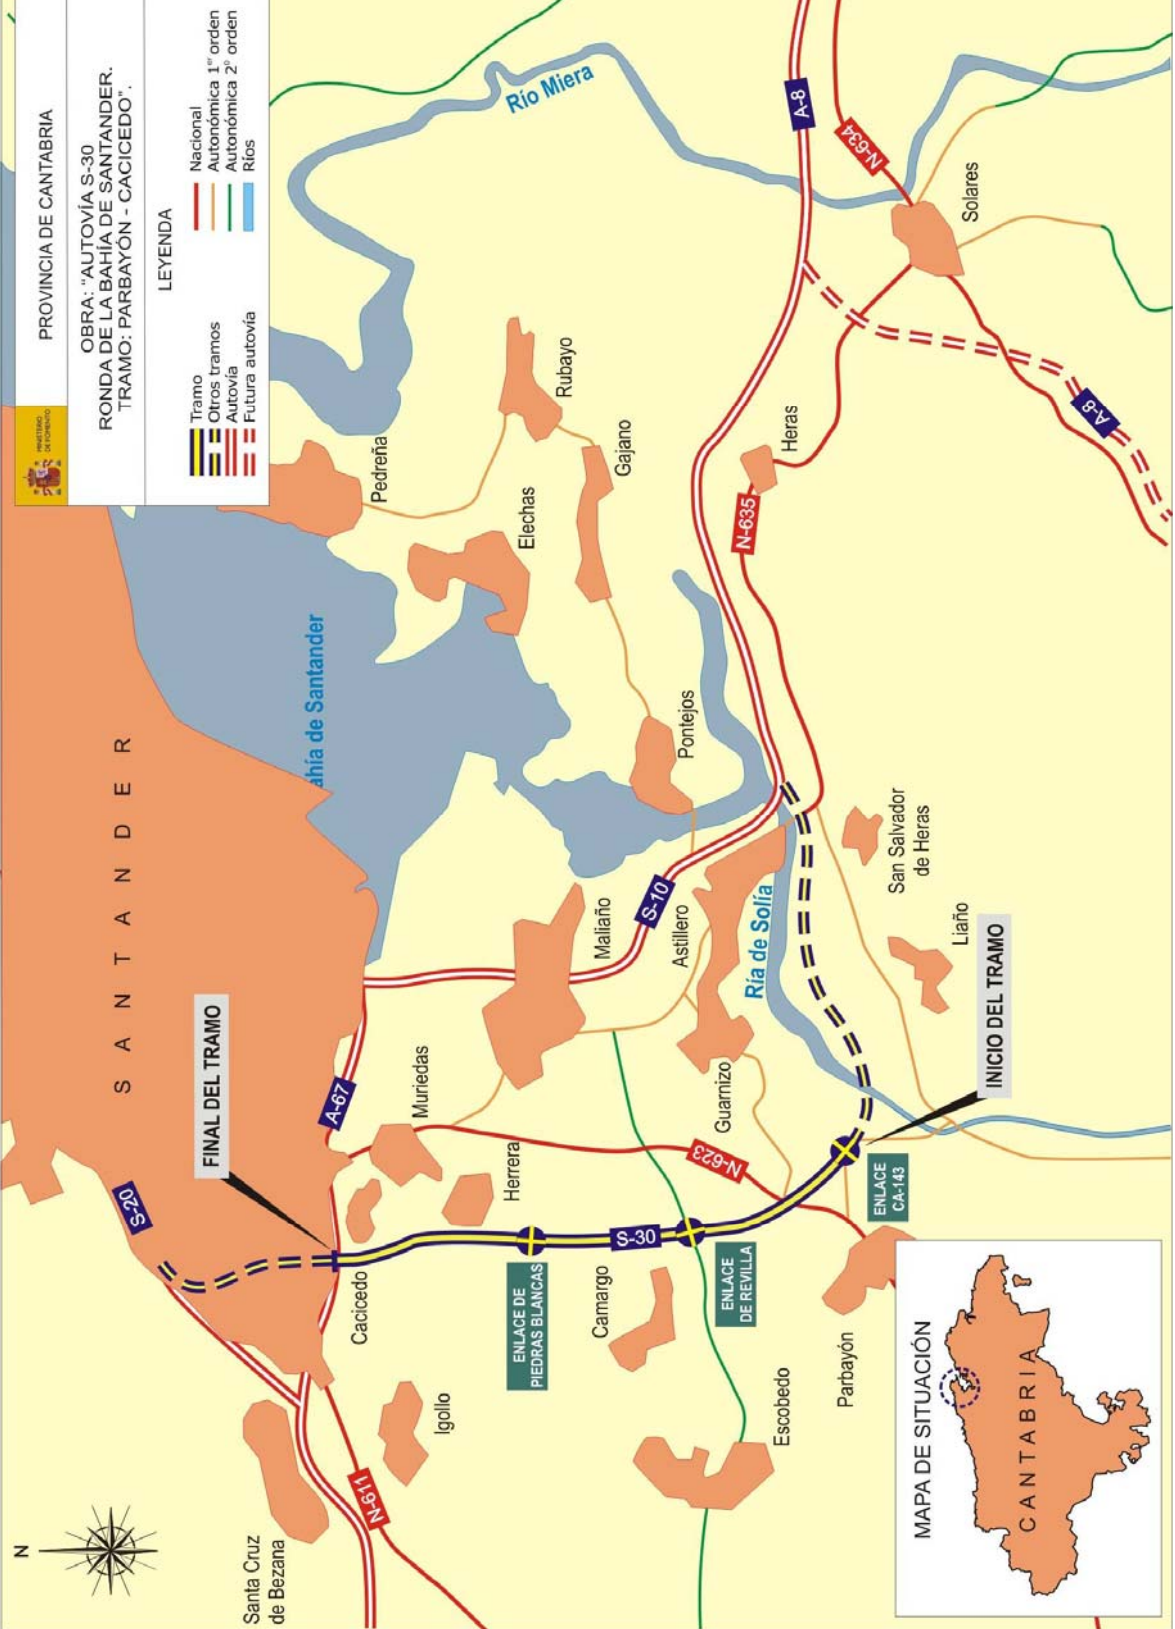 N
Santa Cruz
de Bezana
N-611
Igollo
S-20
SANTANDER
FINAL DEL TRAMO
A-67
Cacicedo
Muriedas
Herrera
ENLACE DE
PIEDRAS BLANCAS
Camargo
S-30
ENLACE
DE REVILLA
Escobedo
Parbayón
N-623
ENLACE
CA-143
INICIO DEL TRAMO
Guarnizo
Maliaño
S-10
Astillero
Ría de Solía
Liaño
San Salvador
de Heras
Pontejos
ahía de Santander
Pedreña
Elechas
Gajano
Rubayo
N-635
Heras
A-8
Río Miera
A-8
N-634
Solares
MINISTERIO
DE FOMENTO
PROVINCIA DE CANTABRIA
OBRA: "AUTOVÍA S-30
RONDA DE LA BAHÍA DE SANTANDER.
TRAMO: PARBAYÓN - CACICEDO".
LEYENDA
Tramo
Otros tramos
Autovía
Futura autovía
Nacional
Autonómica 1er orden
Autonómica 2º orden
Ríos
MAPA DE SITUACIÓN
CANTABRIA